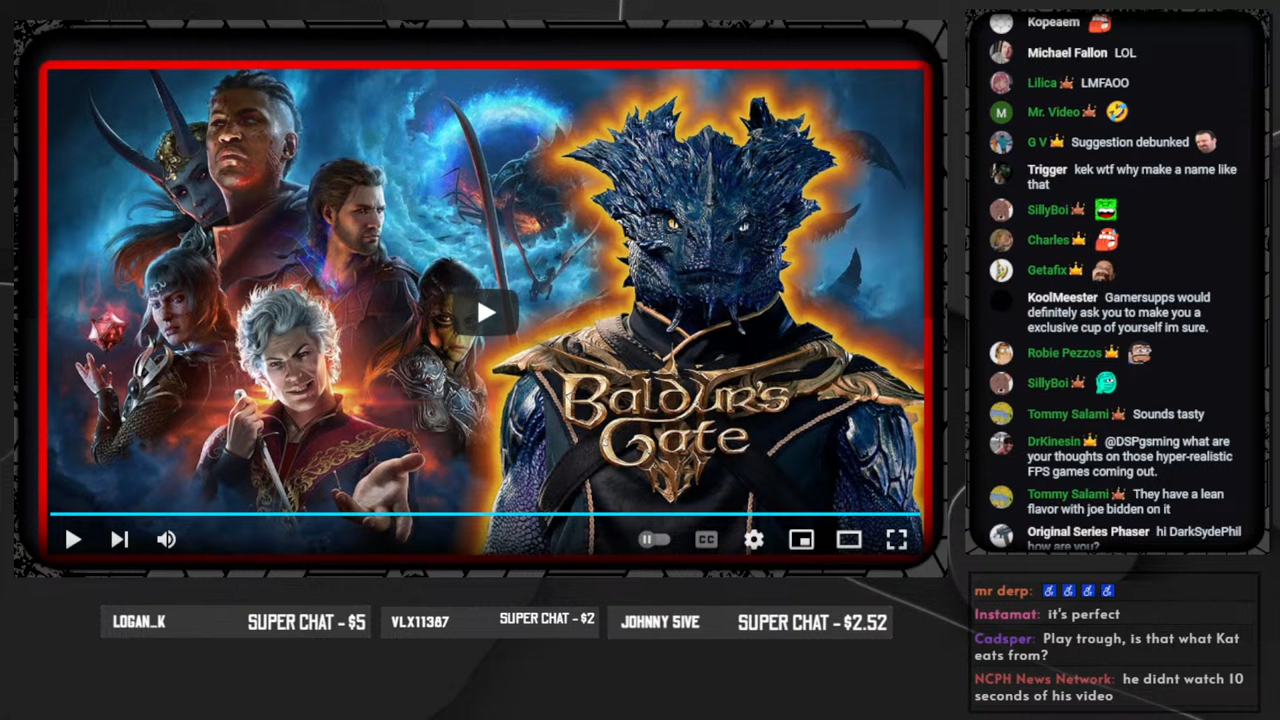 Baldur's
Gate
CC
LOGAN_K
SUPER CHAT - $5
VLX11387
SUPER CHAT - $2
JOHNNY 5IVE
SUPER CHAT - $2.52
Kopeaem
Michael Fallon LOL
Lilica LMFAOO
M Mr. Video
G V Suggestion debunked
Trigger kek wtf why make a name like
that
SillyBoi
Charles
Getafix
KoolMeester Gamersupps would
definitely ask you to make you a
exclusive cup of yourself im sure.
Robie Pezzos
SillyBoi
Tommy Salami Sounds tasty
DrKinesin @DSPgsming what are
your thoughts on those hyper-realistic
FPS games coming out.
Tommy Salami They have a lean
flavor with joe bidden on it
Original Series Phaser hi DarkSydePhil
how are you?
mr derp:
Instamat: it's perfect
Cadsper: Play trough, is that what Kat
eats from?
NCPH News Network: he didnt watch 10
seconds of his video